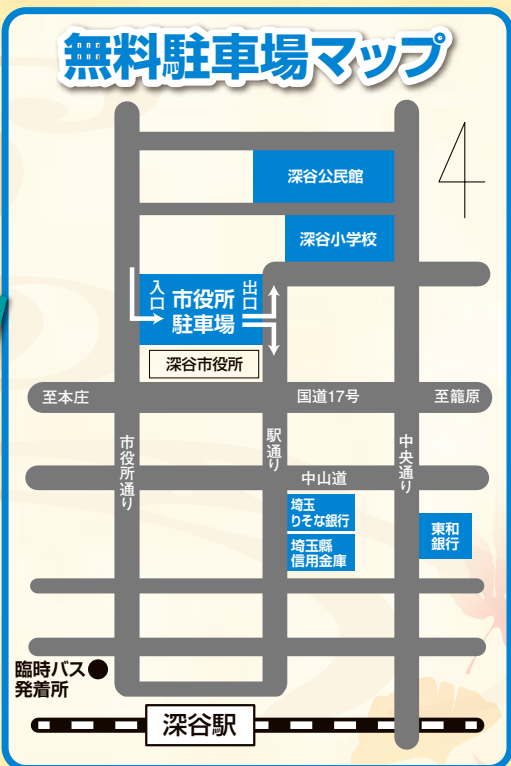 無料駐車場マップ
深谷公民館
深谷小学校
入口
市役所
駐車場
出口
深谷市役所
至本庄
国道17号
至籠原
市役所通り
駅通り
中央通り
中山道
埼玉
りそな銀行
埼玉縣
信用金庫
東和
銀行
臨時バス
発着所
深谷駅